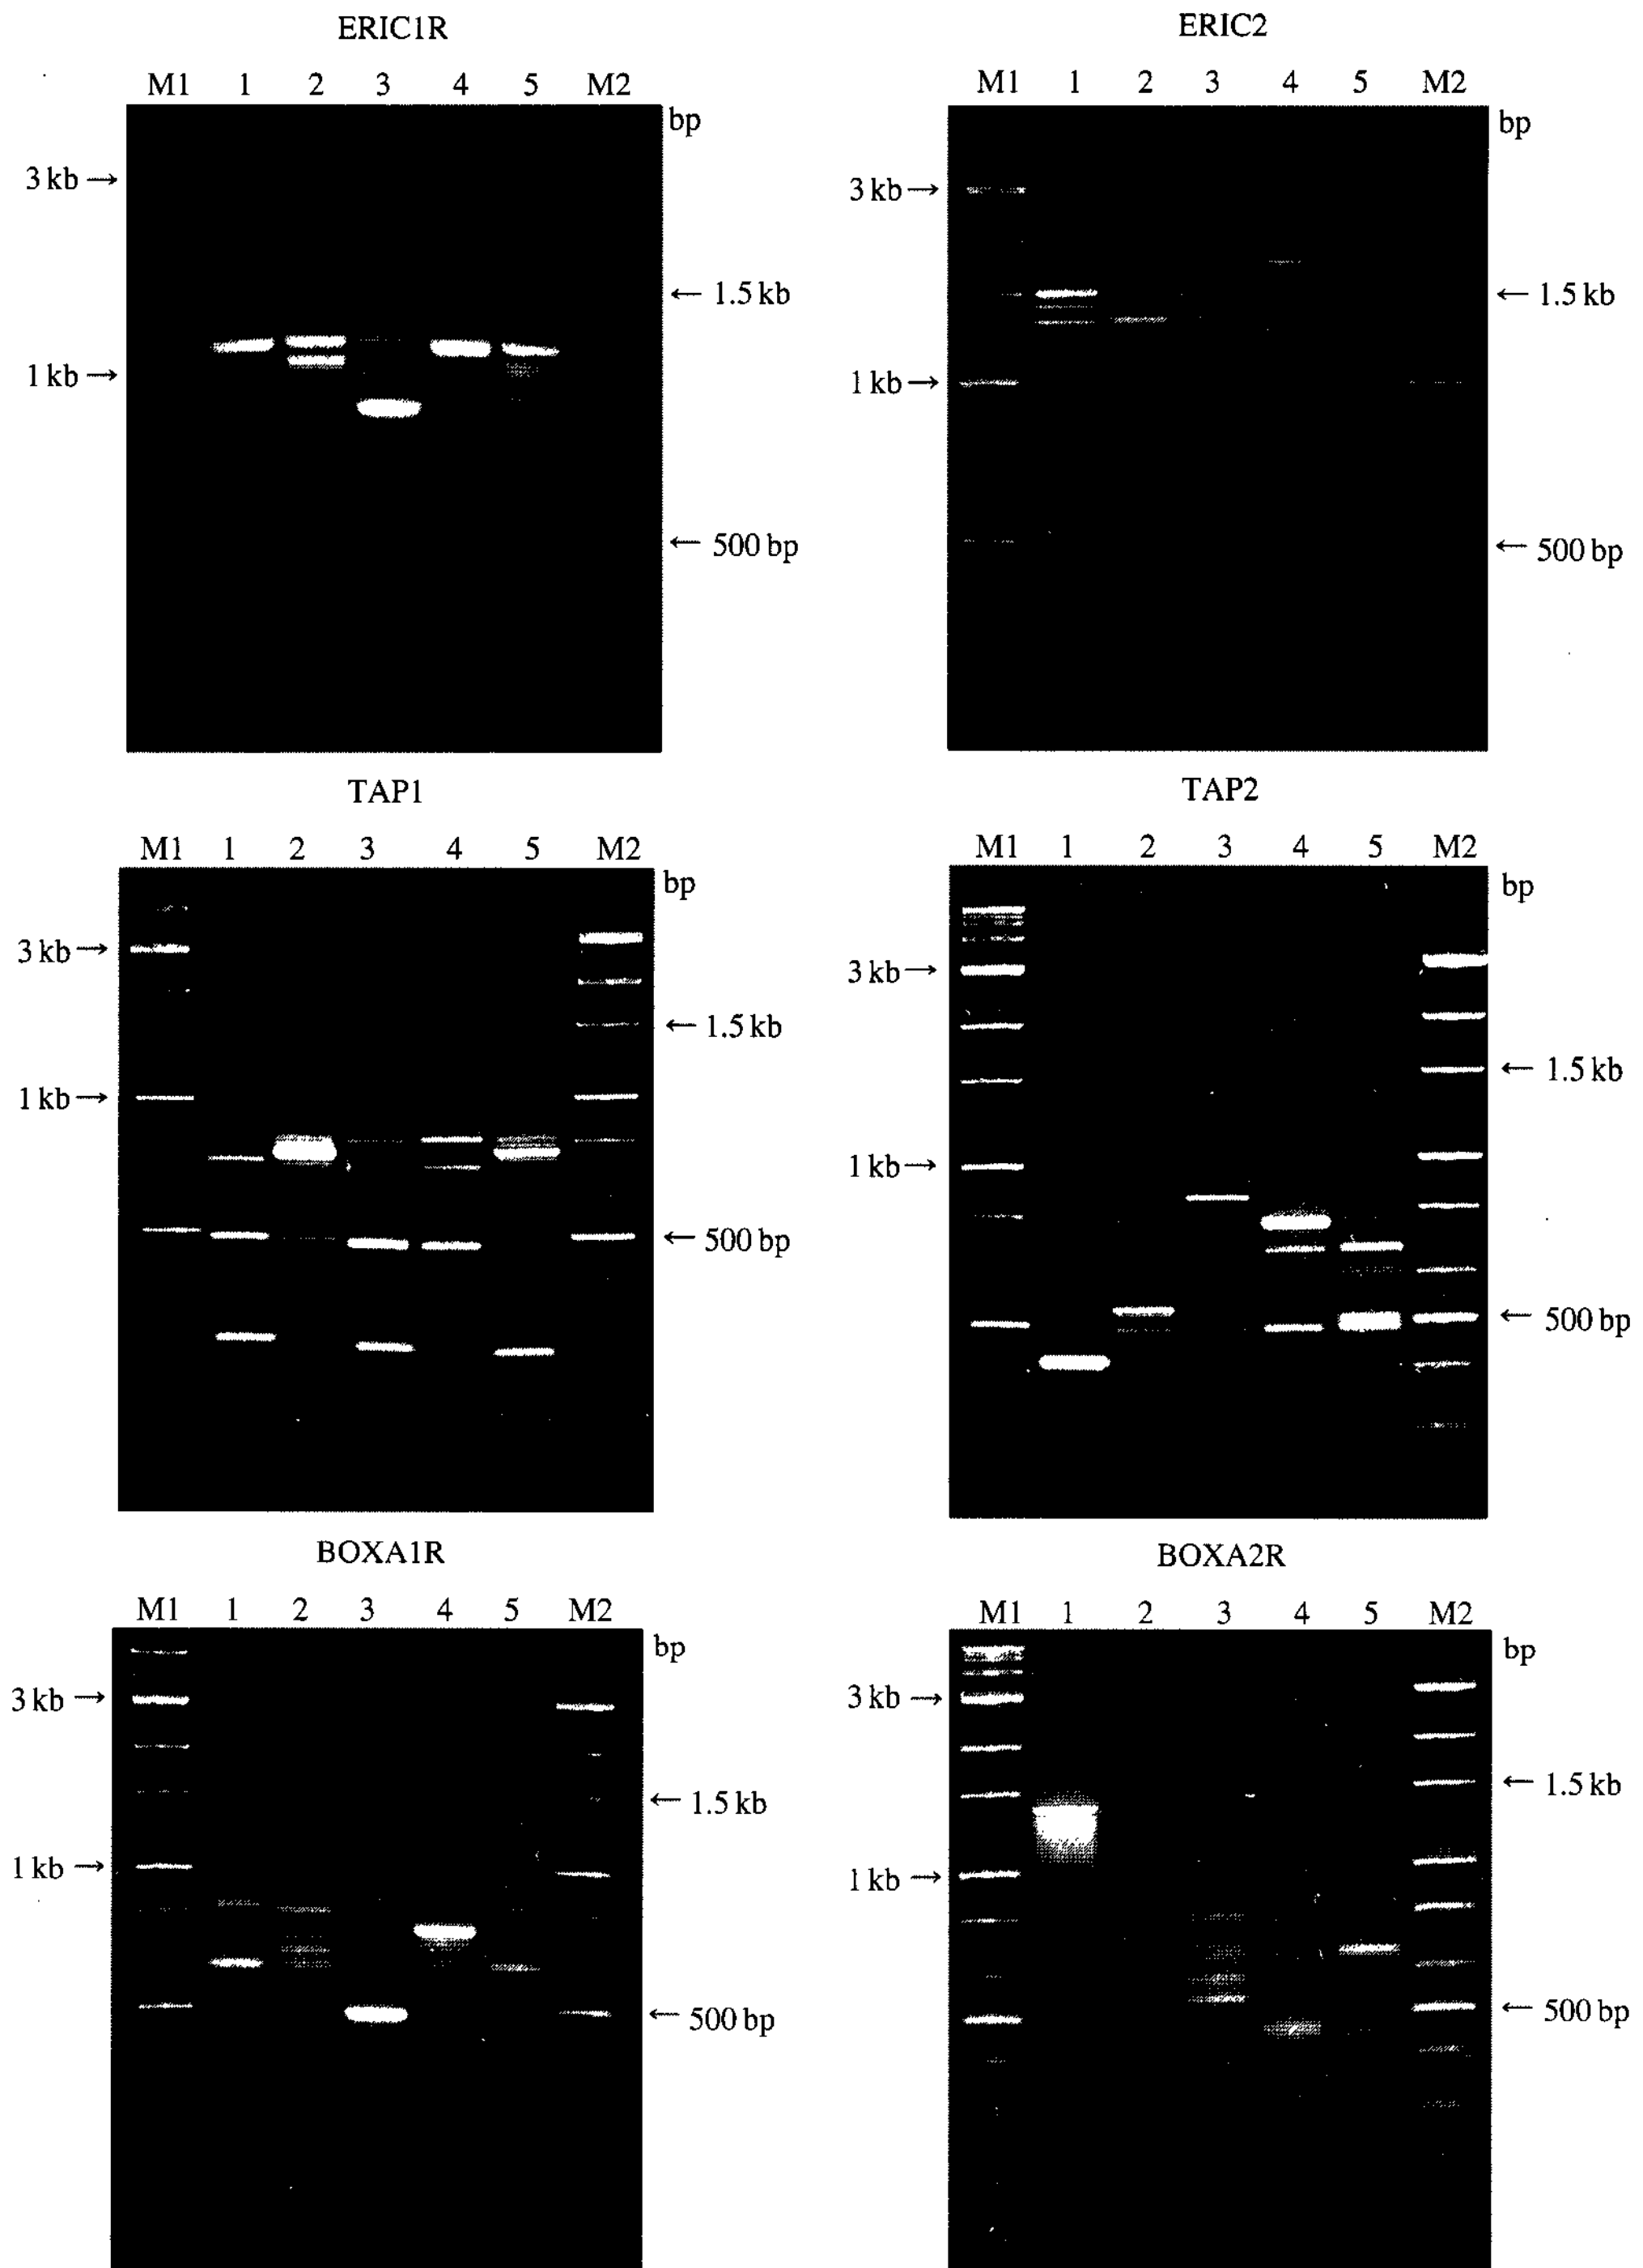 ERIC1R
M1 1 2 3 4 5 M2
bp
3 kb →
← 1.5 kb
1 kb →
← 500 bp
ERIC2
M1 1 2 3 4 5 M2
bp
3 kb →
← 1.5 kb
1 kb →
← 500 bp
TAP1
M1 1 2 3 4 5 M2
bp
3 kb →
← 1.5 kb
1 kb →
← 500 bp
TAP2
M1 1 2 3 4 5 M2
bp
3 kb →
← 1.5 kb
1 kb →
← 500 bp
BOXA1R
M1 1 2 3 4 5 M2
bp
3 kb →
← 1.5 kb
1 kb →
← 500 bp
BOXA2R
M1 1 2 3 4 5 M2
bp
3 kb →
← 1.5 kb
1 kb →
← 500 bp